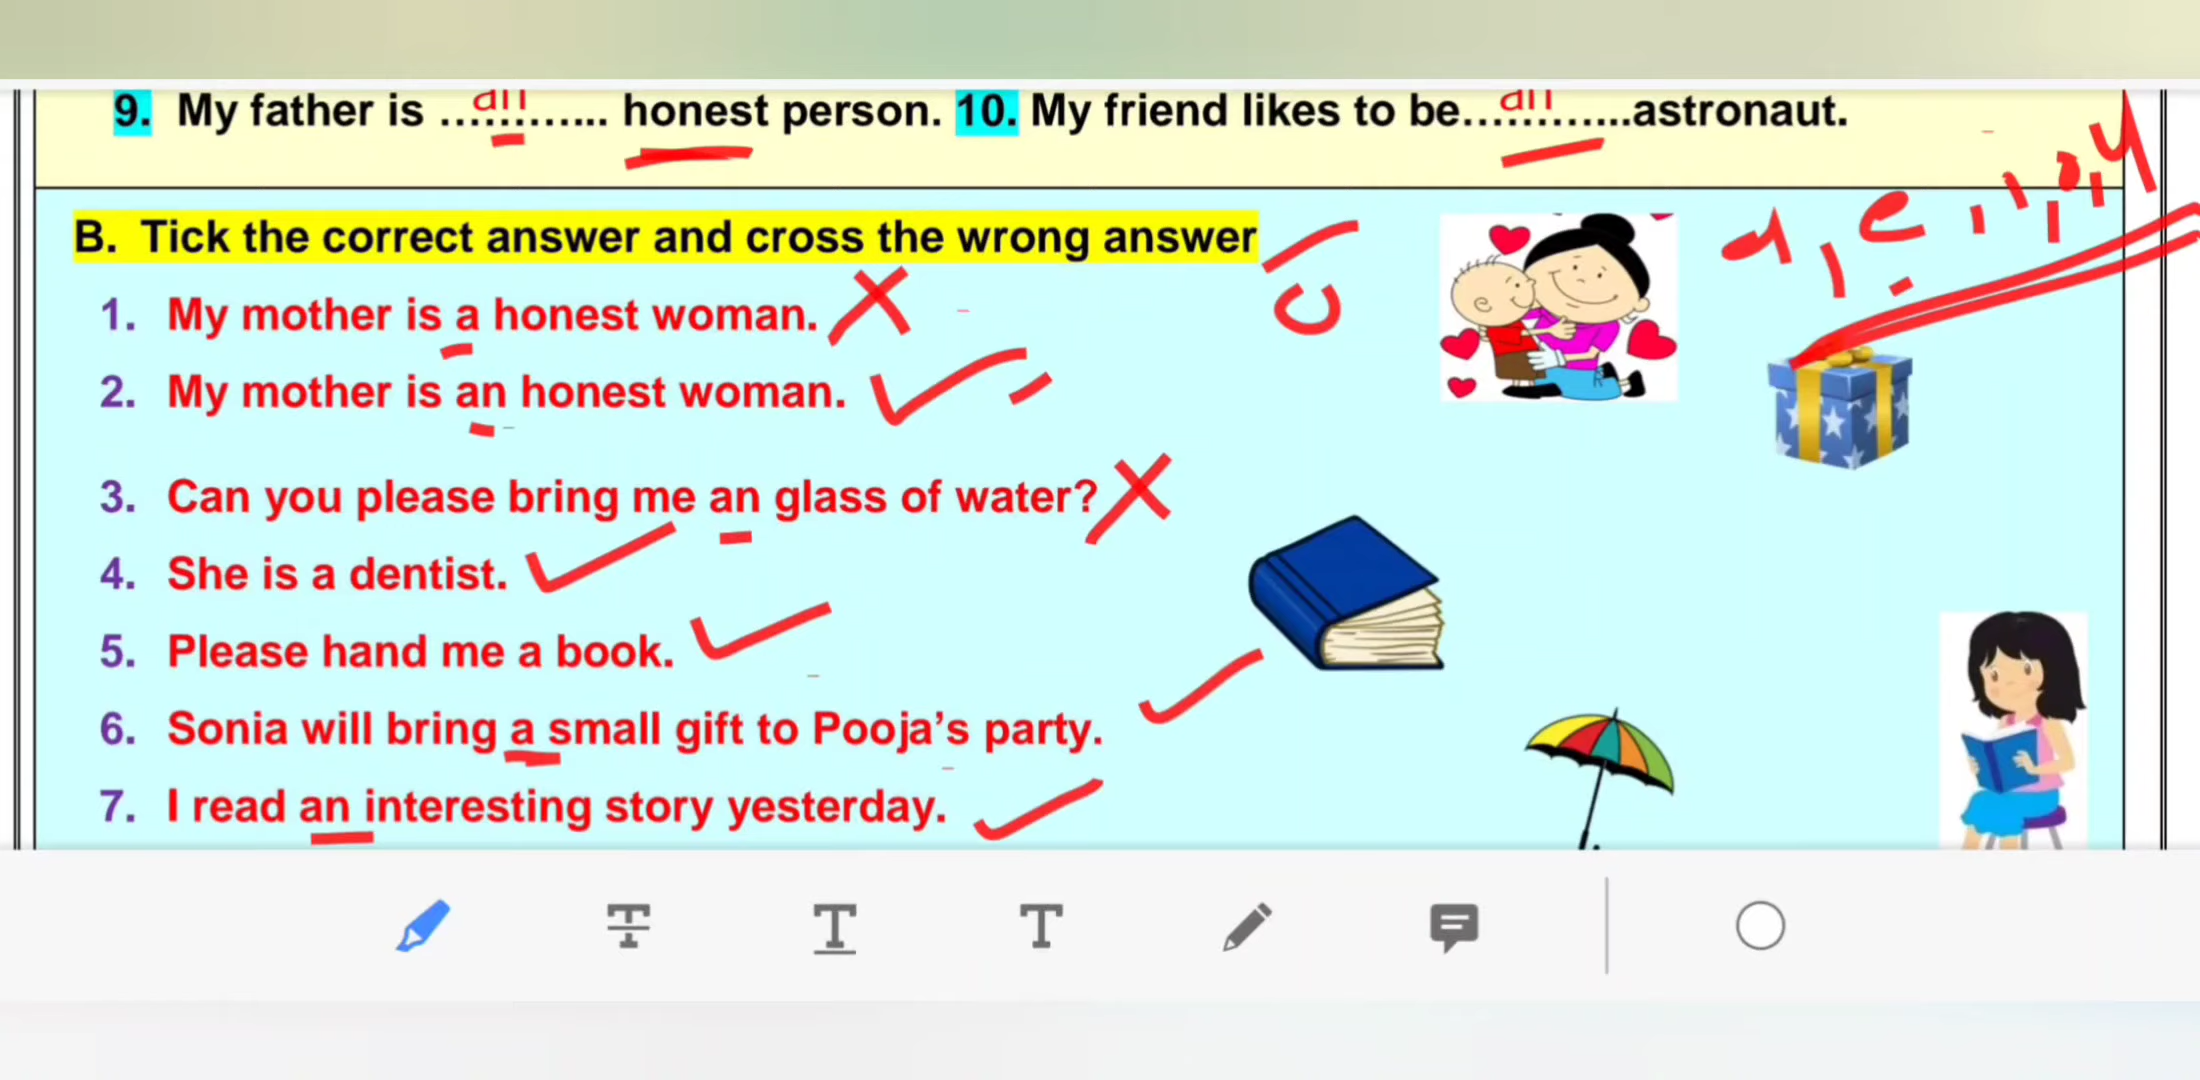 9. My father is ............ an honest person. 10. My friend likes to be............ an astronaut.
B. Tick the correct answer and cross the wrong answer
a, e, i, o, u
1. My mother is a honest woman.
2. My mother is an honest woman.
3. Can you please bring me an glass of water?
4. She is a dentist.
5. Please hand me a book.
6. Sonia will bring a small gift to Pooja's party.
7. I read an interesting story yesterday.